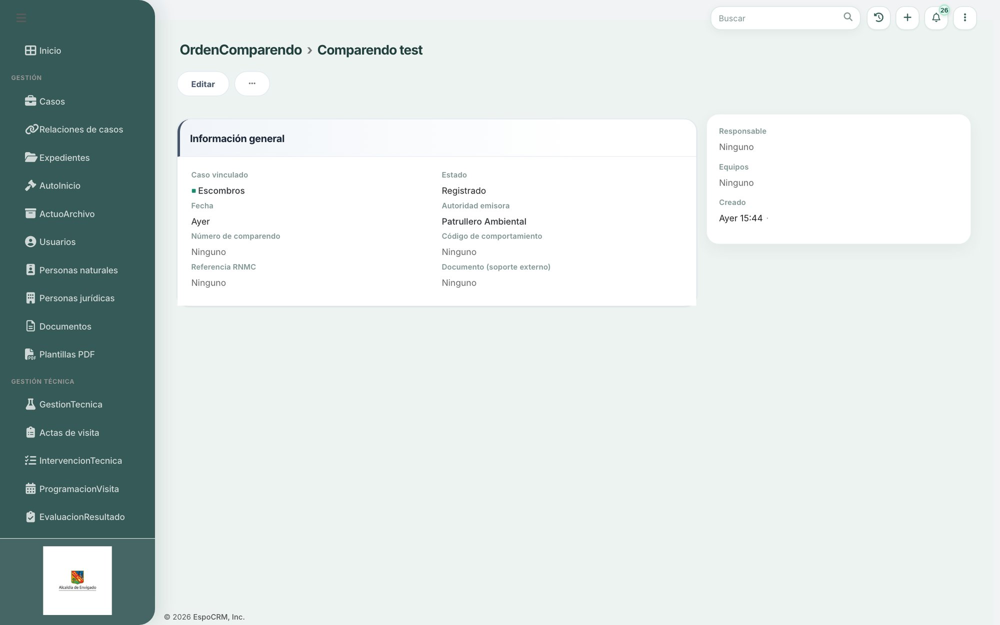 Inicio
GESTIÓN
Casos
Relaciones de casos
Expedientes
AutoInicio
ActuoArchivo
Usuarios
Personas naturales
Personas jurídicas
Documentos
Plantillas PDF
GESTIÓN TÉCNICA
GestionTecnica
Actas de visita
IntervencionTecnica
ProgramacionVisita
EvaluacionResultado
Alcaldía de Envigado
Buscar
26
OrdenComparendo › Comparendo test
Editar
Información general
Caso vinculado
Escombros
Estado
Registrado
Fecha
Ayer
Autoridad emisora
Patrullero Ambiental
Número de comparendo
Ninguno
Código de comportamiento
Ninguno
Referencia RNMC
Ninguno
Documento (soporte externo)
Ninguno
Responsable
Ninguno
Equipos
Ninguno
Creado
Ayer 15:44 ·
© 2026 EspoCRM, Inc.